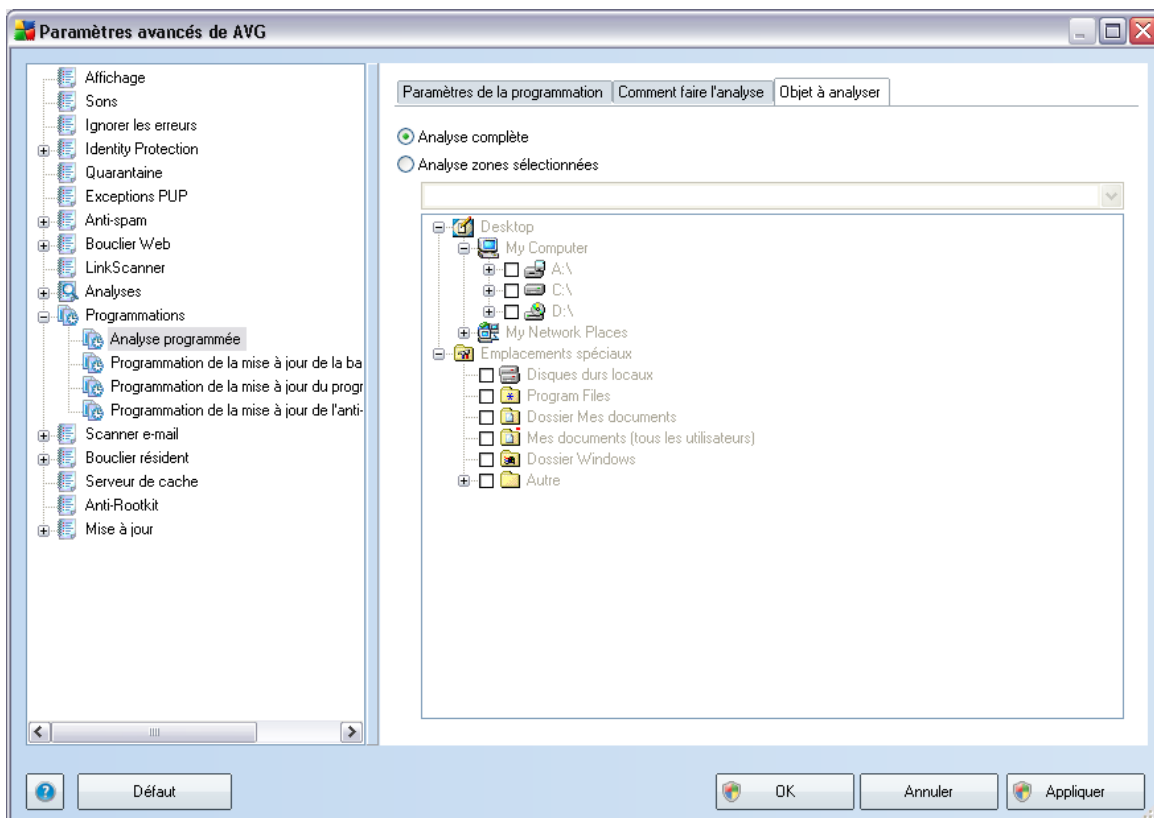 Paramètres avancés de AVG
Affichage
Sons
Ignorer les erreurs
Identity Protection
Quarantaine
Exceptions PUP
Anti-spam
Bouclier Web
LinkScanner
Analyses
Programmations
Analyse programmée
Programmation de la mise à jour de la ba
Programmation de la mise à jour du progr
Programmation de la mise à jour de l'anti-
Scanner e-mail
Bouclier résident
Serveur de cache
Anti-Rootkit
Mise à jour
Paramètres de la programmation Comment faire l'analyse Objet à analyser
Analyse complète
Analyse zones sélectionnées
Desktop
My Computer
A:\
C:\
D:\
My Network Places
Emplacements spéciaux
Disques durs locaux
Program Files
Dossier Mes documents
Mes documents (tous les utilisateurs)
Dossier Windows
Autre
Défaut OK Annuler Appliquer